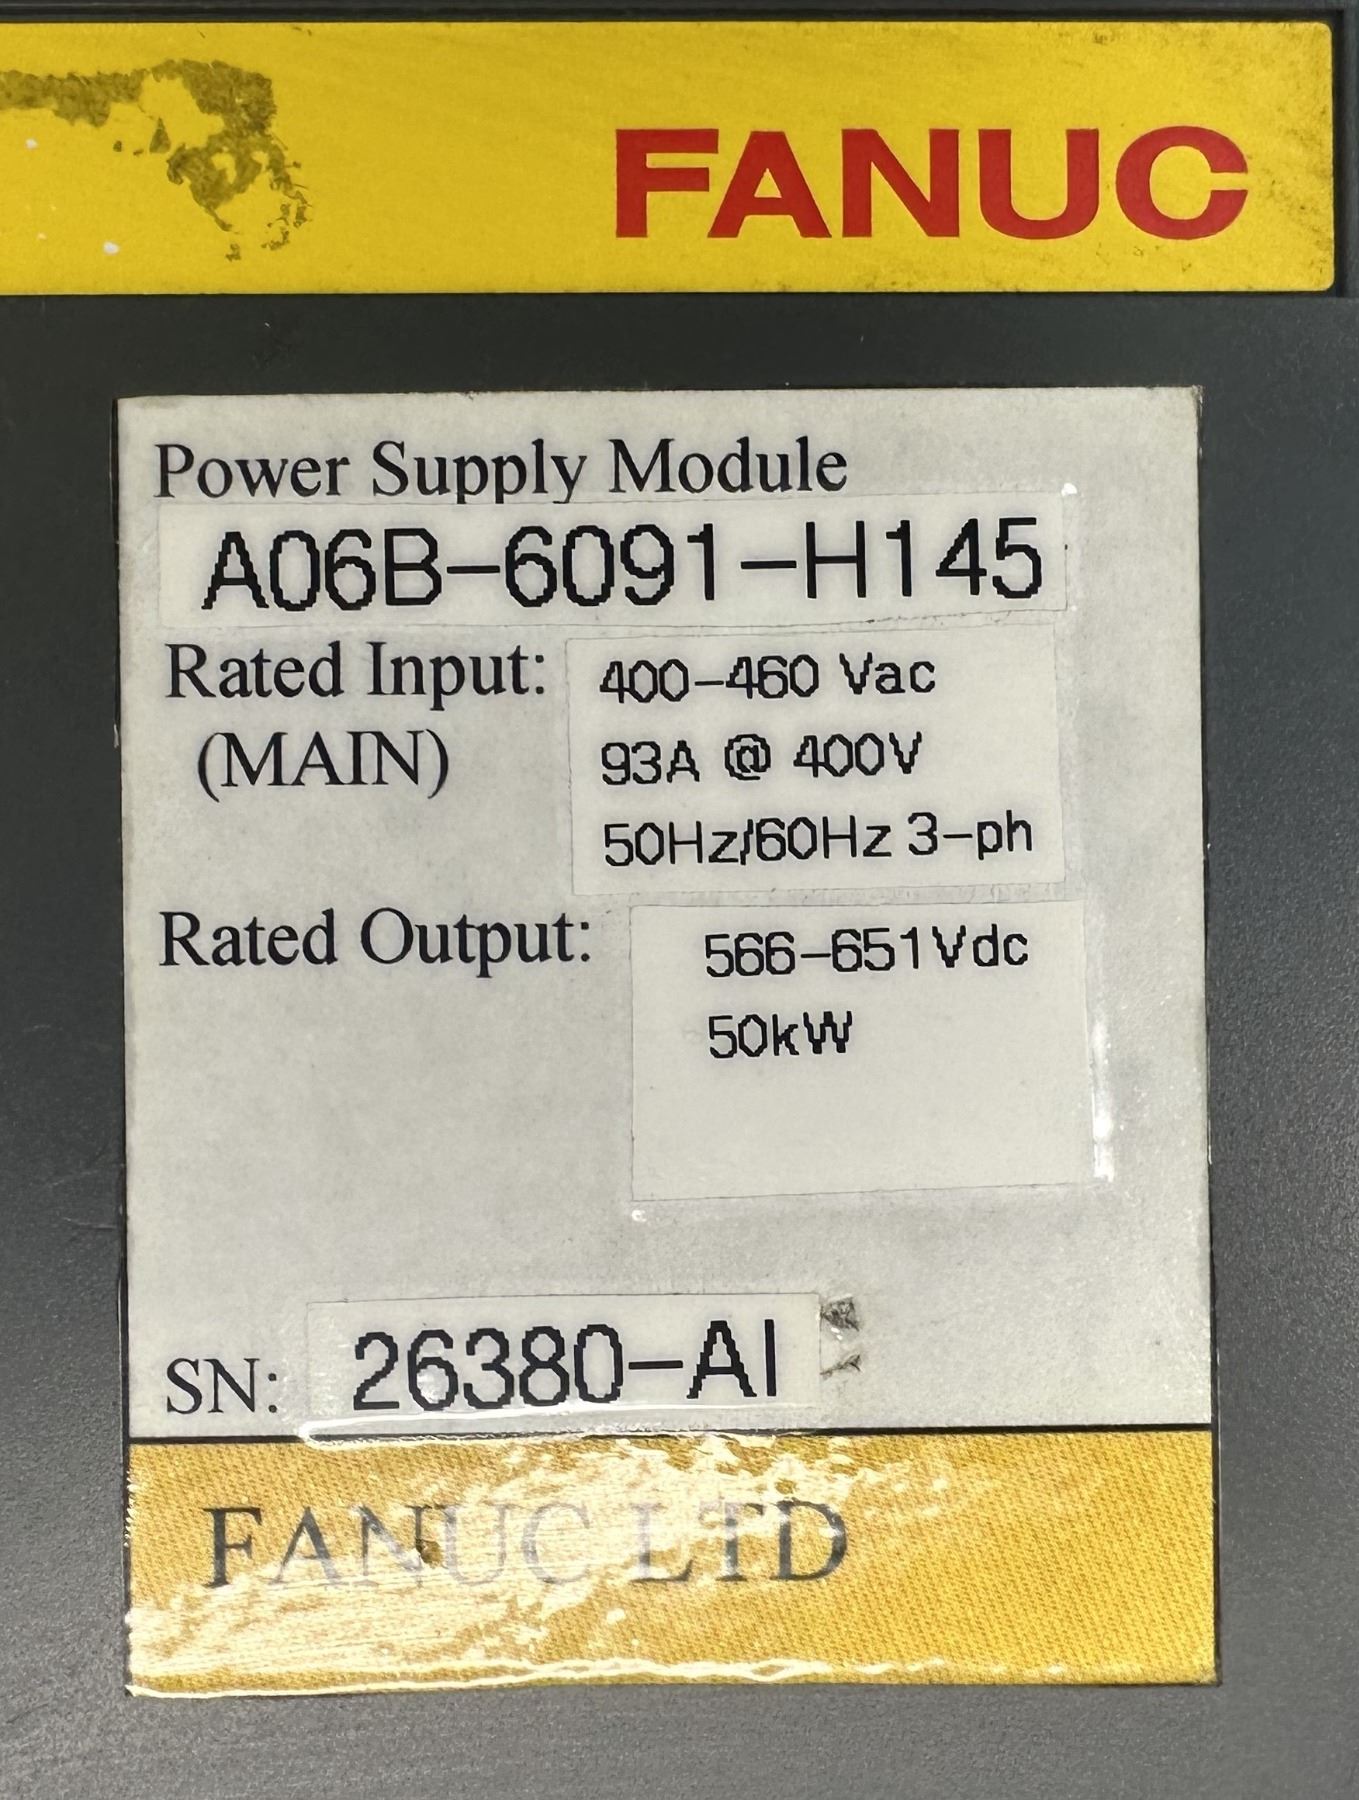 FANUC
Power Supply Module
A06B-6091-H145
Rated Input: 400-460 Vac
(MAIN) 93A @ 400V
50Hz/60Hz 3-ph
Rated Output: 566-651Vdc
50kW
SN: 26380-AI
FANUC LTD